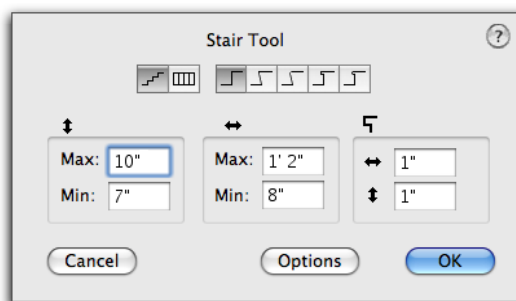 Stair Tool
?
Max: 10" Max: 1' 2" 1"
Min: 7" Min: 8" 1"
Cancel Options OK